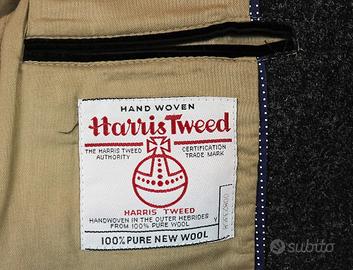 HAND WOVEN
Harris Tweed
THE HARRIS TWEED CERTIFICATION
AUTHORITY TRADE MARK
HARRIS TWEED
HANDWOVEN IN THE OUTER HEBRIDES
FROM 100% PURE WOOL
100% PURE NEW WOOL
subito